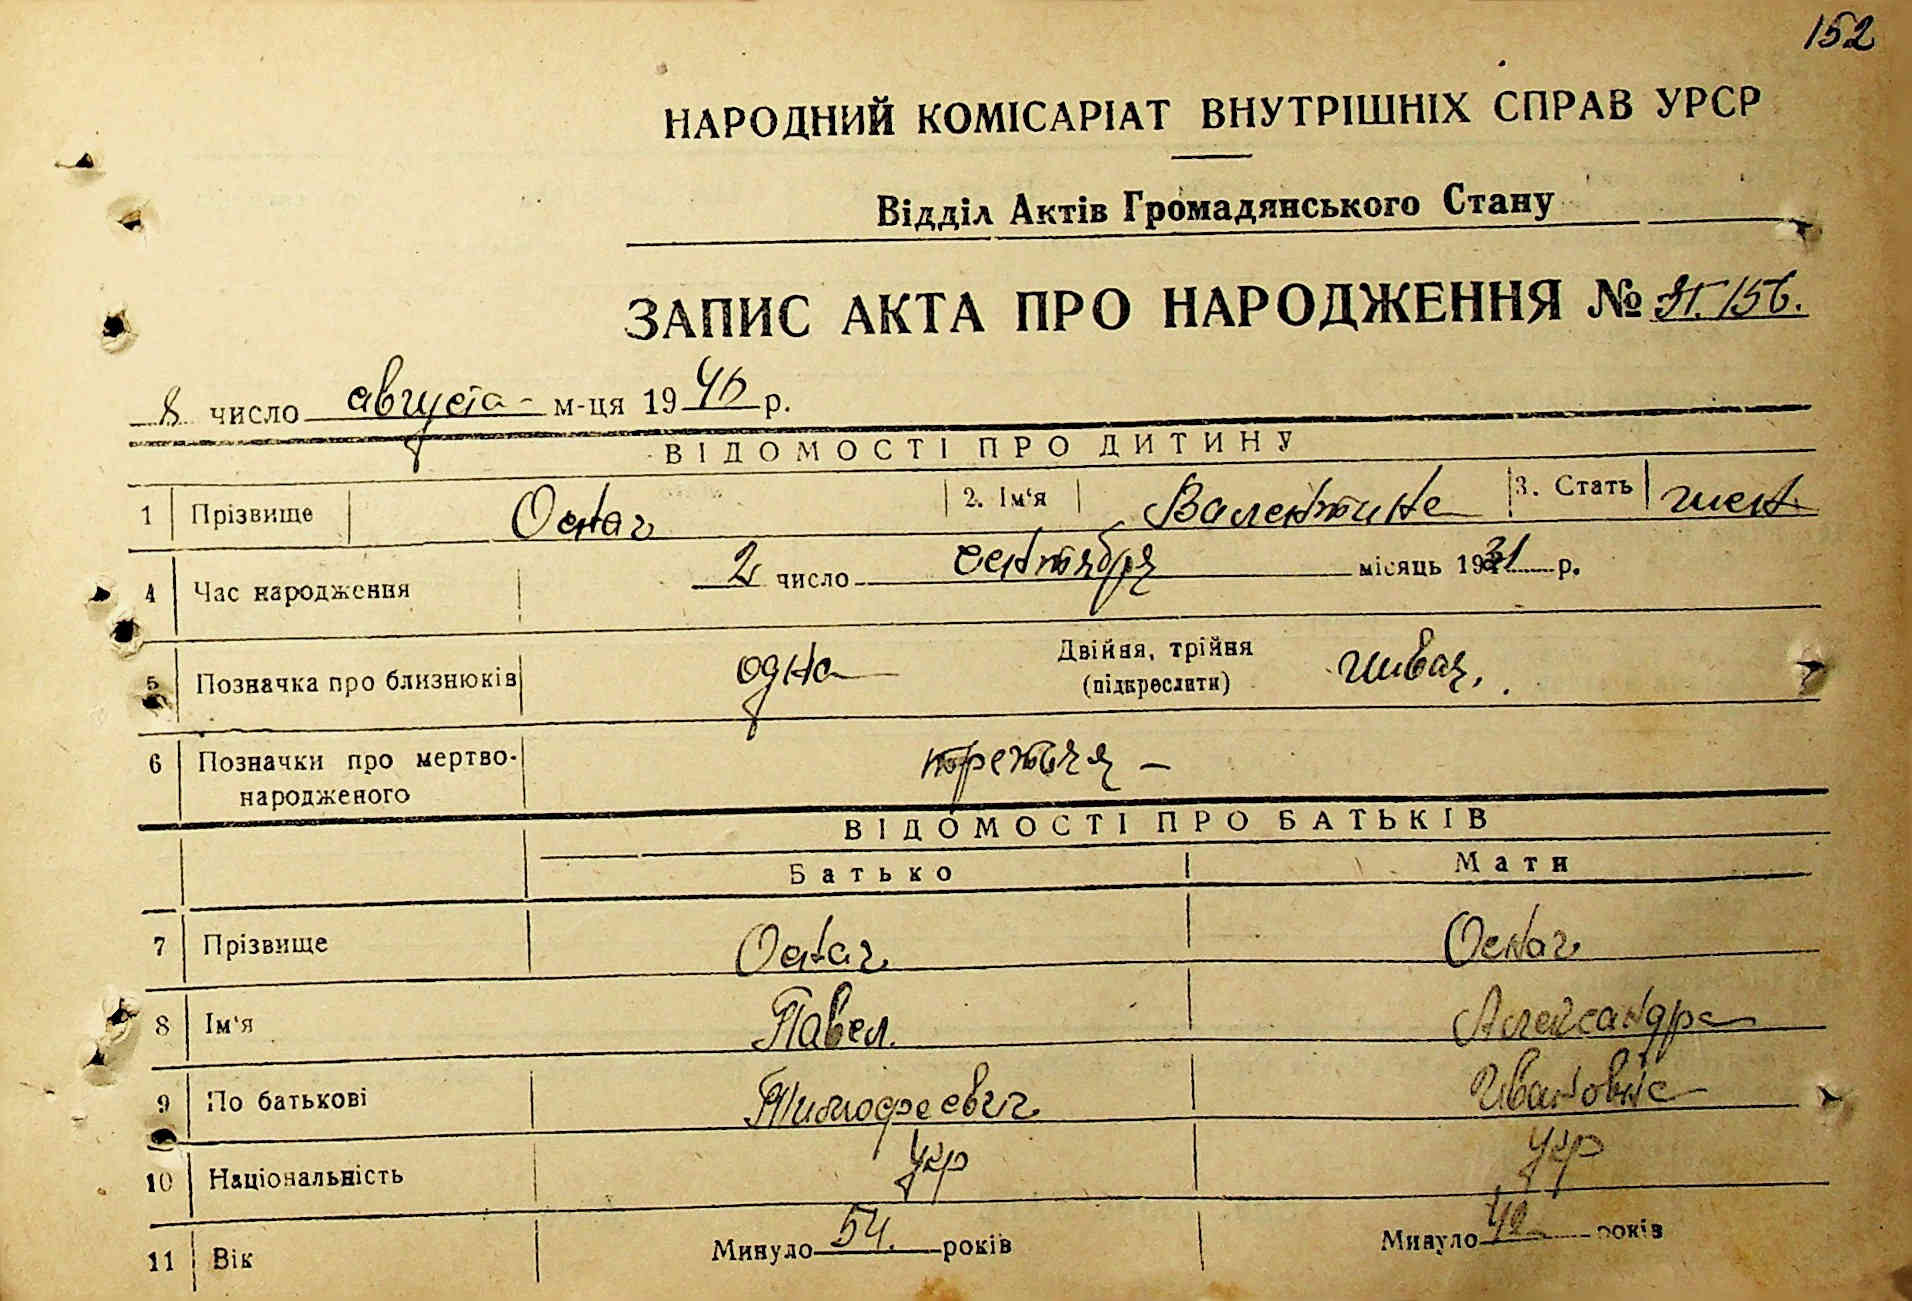 152
НАРОДНИЙ КОМІСАРІАТ ВНУТРІШНІХ СПРАВ УРСР
Відділ Актів Громадянського Стану
ЗАПИС АКТА ПРО НАРОДЖЕННЯ №
8 число августа - м-ця 1946 р.
ВІДОМОСТІ ПРО ДИТИНУ
1 Прізвище Оснач 2. Ім'я Валентина 3. Стать жен.
4 Час народження 2 число сентября місяць 1931 р.
5 Позначка про близнюків одна Двійня, трійня живая.
(підкреслити)
6 Позначки про мертво-
народженого третия -
ВІДОМОСТІ ПРО БАТЬКІВ
Батько Мати
7 Прізвище Оснач Оснач
8 Ім'я Павел Александра
9 По батькові Тимофеевич Ивановна
10 Національність укр укр
11 Вік Минуло 54. років Минуло років